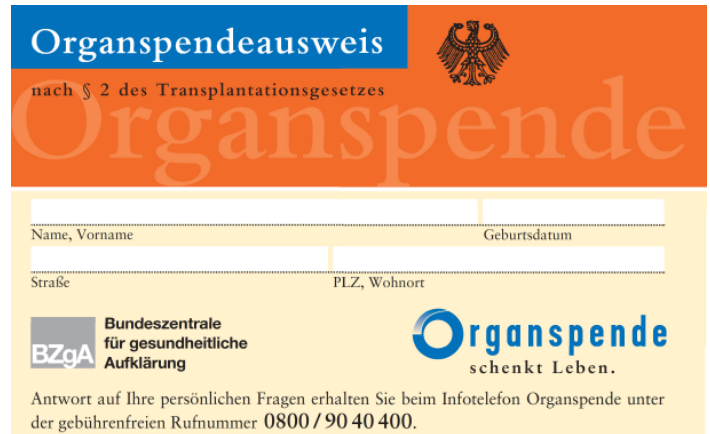 Organspendeausweis
nach § 2 des Transplantationsgesetzes
Organspende
Name, Vorname
Geburtsdatum
Straße
PLZ, Wohnort
BZgA
Bundeszentrale
für gesundheitliche
Aufklärung
Organspende
schenkt Leben.
Antwort auf Ihre persönlichen Fragen erhalten Sie beim Infotelefon Organspende unter
der gebührenfreien Rufnummer 0800 / 90 40 400.